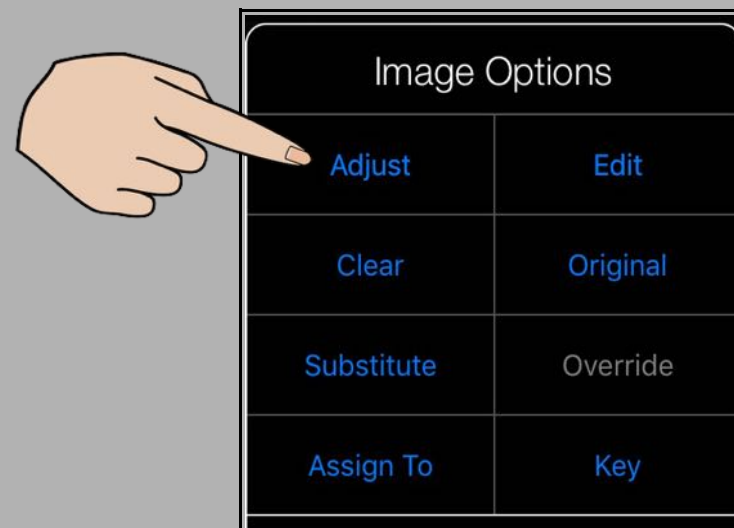 Image Options
Adjust Edit
Clear Original
Substitute Override
Assign To Key